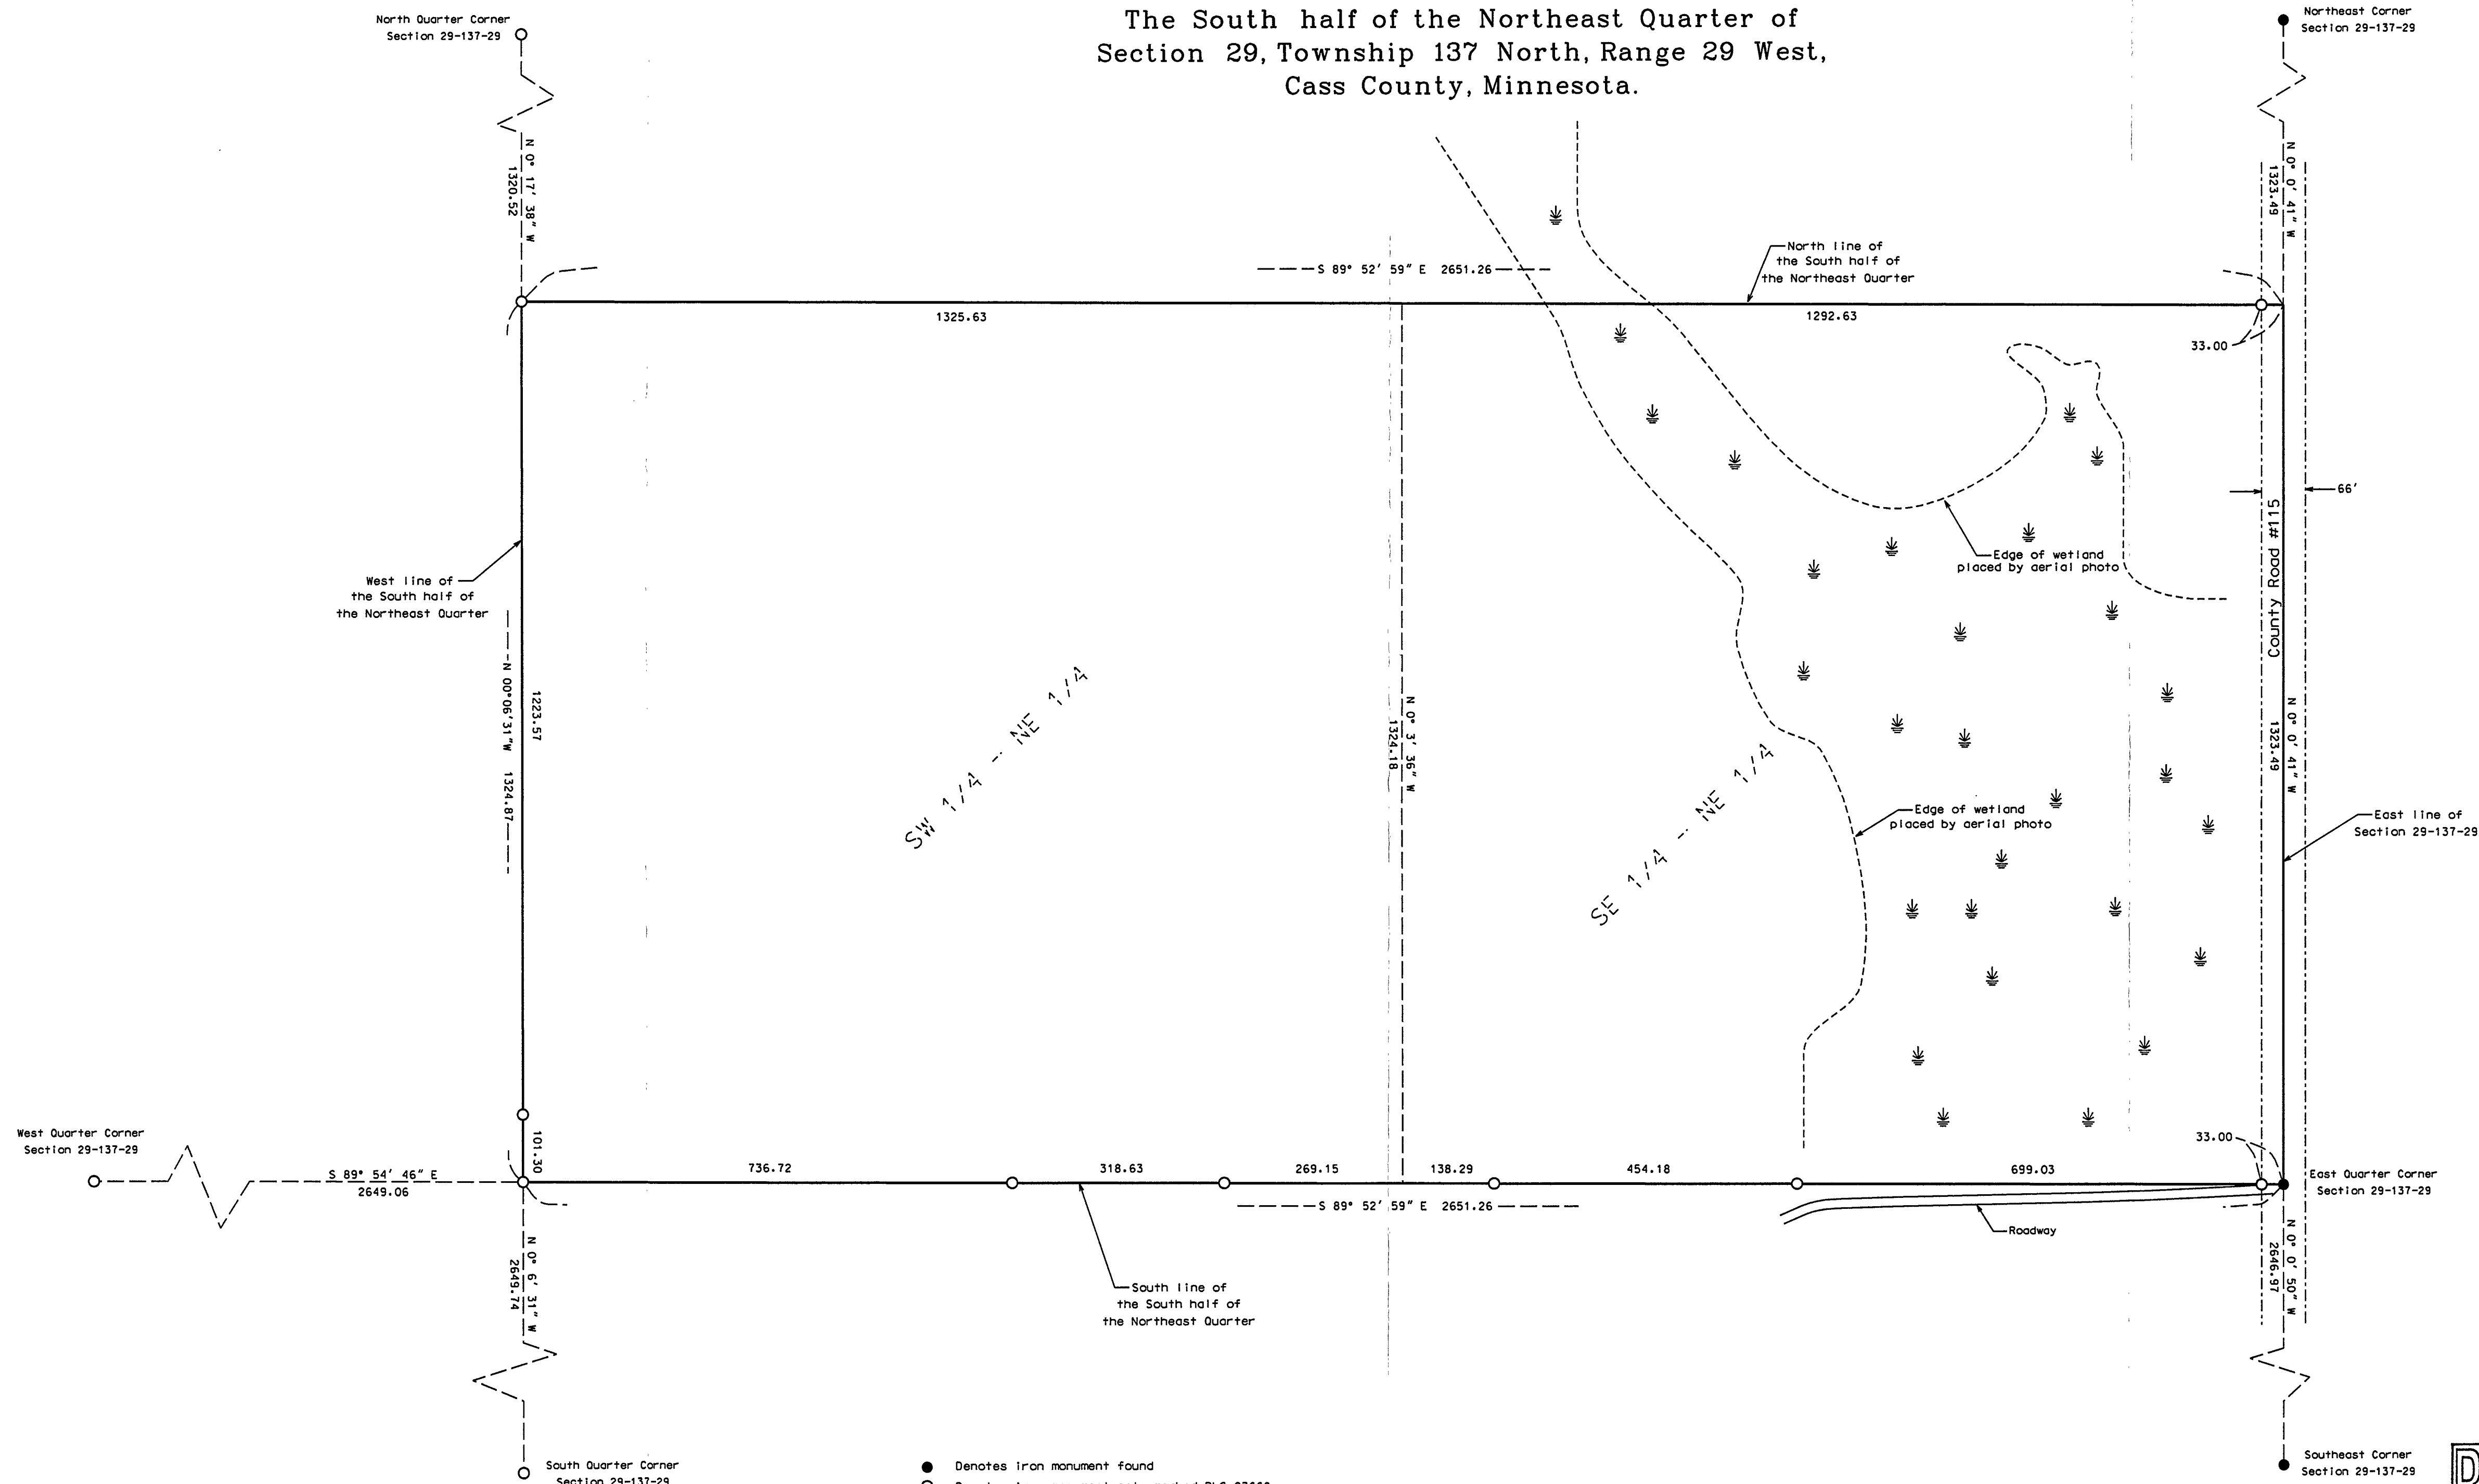 The South half of the Northeast Quarter of
Section 29, Township 137 North, Range 29 West,
Cass County, Minnesota.
North Quarter Corner
Section 29-137-29
Northeast Corner
Section 29-137-29
N 0° 17' 38" W
1320.52
N 0° 0' 41" W
1323.49
S 89° 52' 59" E 2651.26
North line of
the South half of
the Northeast Quarter
1325.63
1292.63
33.00
66'
County Road #115
Edge of wetland
placed by aerial photo
West line of
the South half of
the Northeast Quarter
N 00°06'31"W 1324.87
1223.57
SW 1/4 - NE 1/4
N 0° 3' 36" W
1324.18
SE 1/4 - NE 1/4
Edge of wetland
placed by aerial photo
N 0° 0' 41" W
1323.49
East line of
Section 29-137-29
West Quarter Corner
Section 29-137-29
S 89° 54' 46" E
2649.06
101.30
736.72
318.63
269.15
138.29
454.18
699.03
33.00
East Quarter Corner
Section 29-137-29
S 89° 52' 59" E 2651.26
Roadway
South line of
the South half of
the Northeast Quarter
N 0° 6' 31" W
2649.74
N 0° 0' 50" W
2646.97
South Quarter Corner
Section 29-137-29
Denotes iron monument found
Southeast Corner
Section 29-137-29